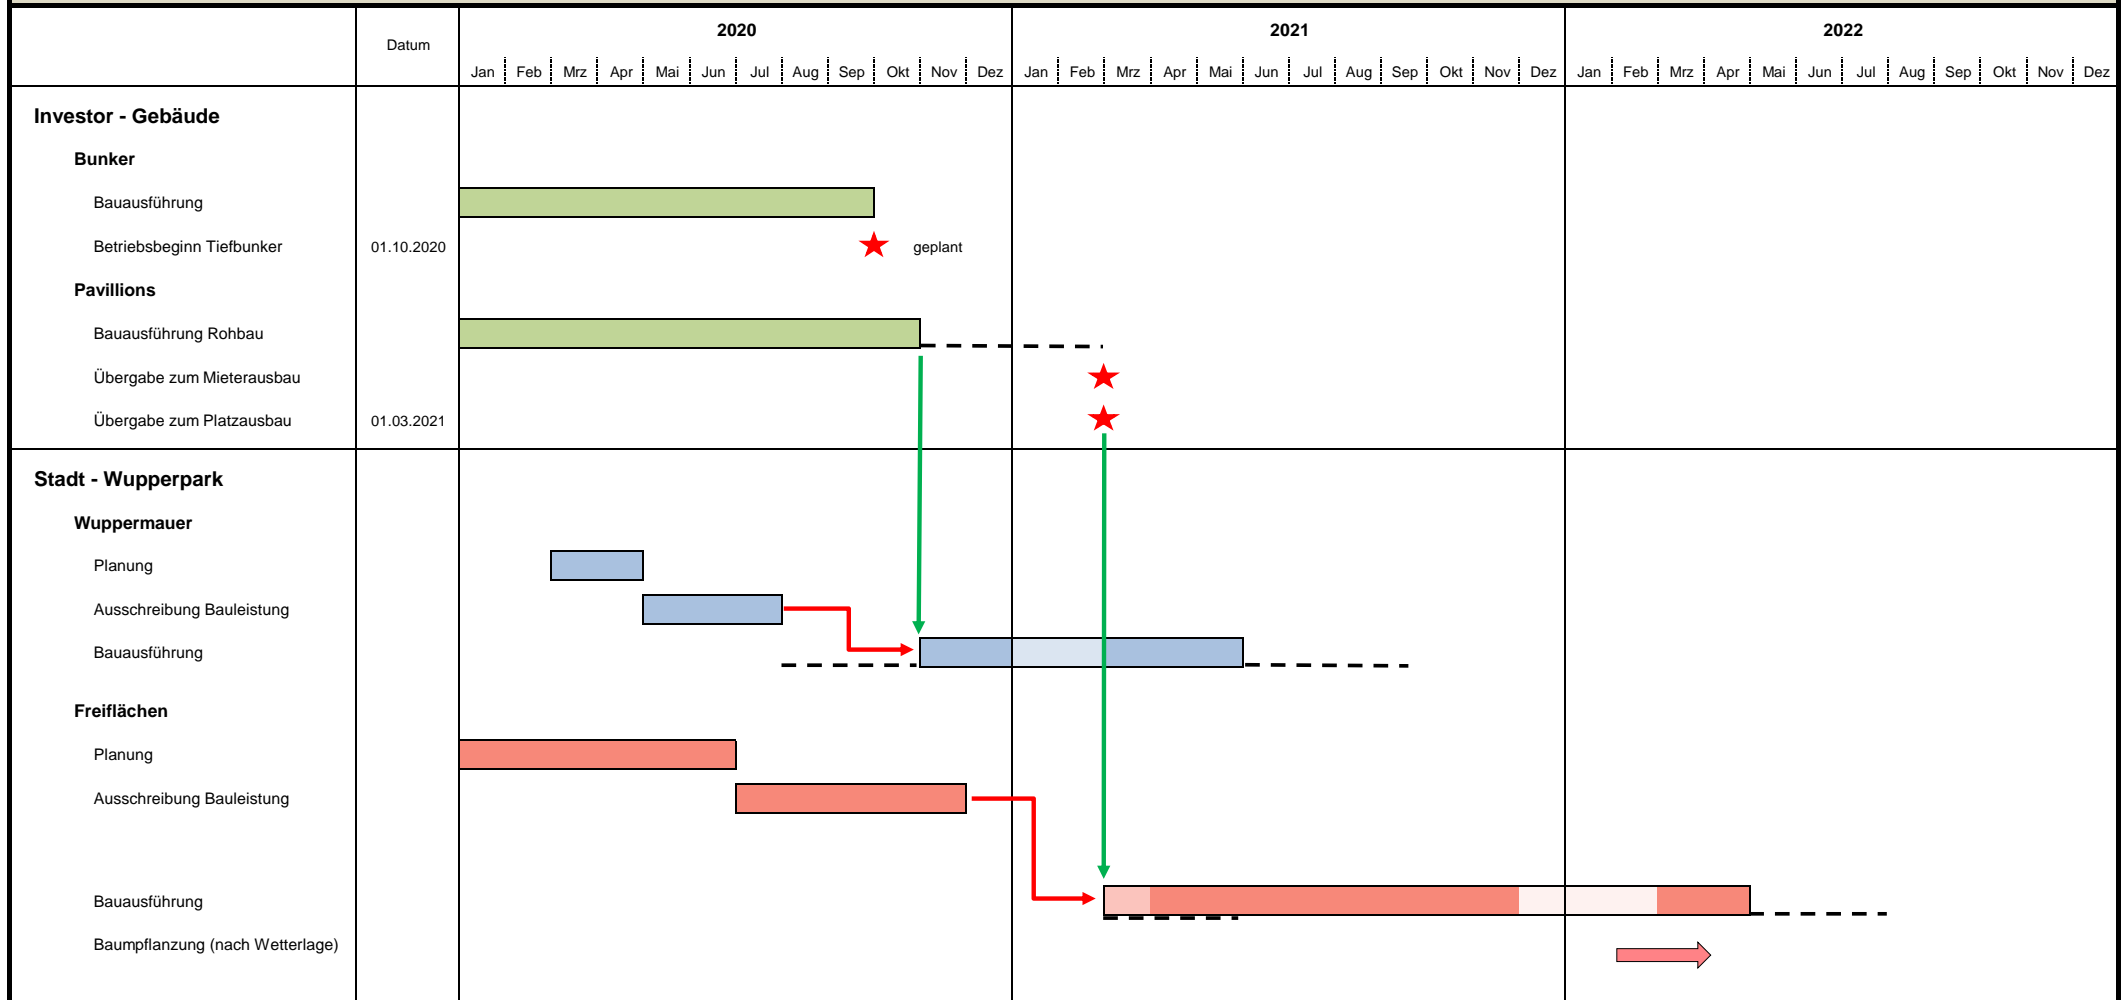 2020 2021 2022
Datum
Jan Feb Mrz Apr Mai Jun Jul Aug Sep Okt Nov Dez Jan Feb Mrz Apr Mai Jun Jul Aug Sep Okt Nov Dez Jan Feb Mrz Apr Mai Jun Jul Aug Sep Okt Nov Dez
Investor - Gebäude
Bunker
Bauausführung
Betriebsbeginn Tiefbunker 01.10.2020 geplant
Pavillions
Bauausführung Rohbau
Übergabe zum Mieterausbau
Übergabe zum Platzausbau 01.03.2021
Stadt - Wupperpark
Wuppermauer
Planung
Ausschreibung Bauleistung
Bauausführung
Freiflächen
Planung
Ausschreibung Bauleistung
Bauausführung
Baumpflanzung (nach Wetterlage)